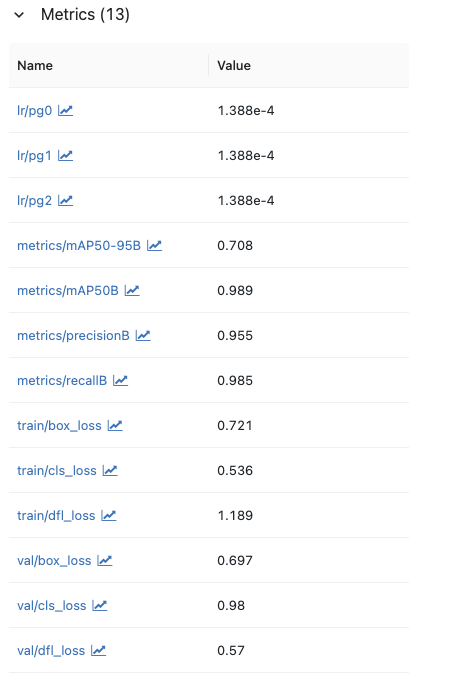 Metrics (13)
Name Value
lr/pg0 1.388e-4
lr/pg1 1.388e-4
lr/pg2 1.388e-4
metrics/mAP50-95B 0.708
metrics/mAP50B 0.989
metrics/precisionB 0.955
metrics/recallB 0.985
train/box_loss 0.721
train/cls_loss 0.536
train/dfl_loss 1.189
val/box_loss 0.697
val/cls_loss 0.98
val/dfl_loss 0.57